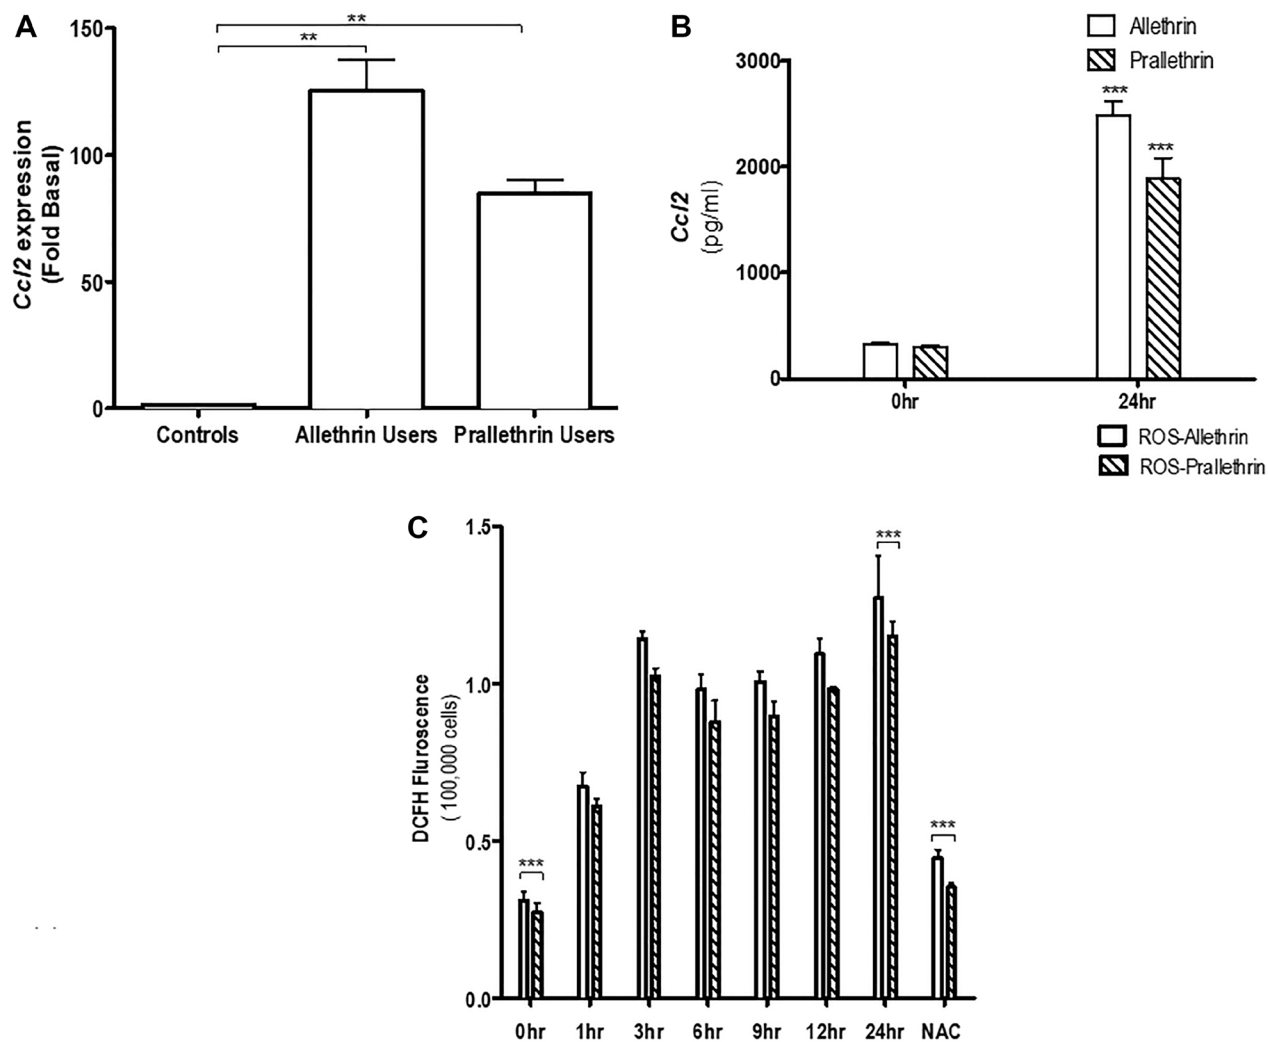 A
Ccl2 expression
(Fold Basal)
150
100
50
0
**
**
Controls
Allethrin Users
Prallethrin Users
B
Allethrin
Prallethrin
Ccl2
(pg/ml)
3000
2000
1000
0
***
***
0hr
24hr
C
ROS-Allethrin
ROS-Prallethrin
DCFH Fluroscence
( 100,000 cells)
1.5
1.0
0.5
0.0
***
***
***
0hr
1hr
3hr
6hr
9hr
12hr
24hr
NAC